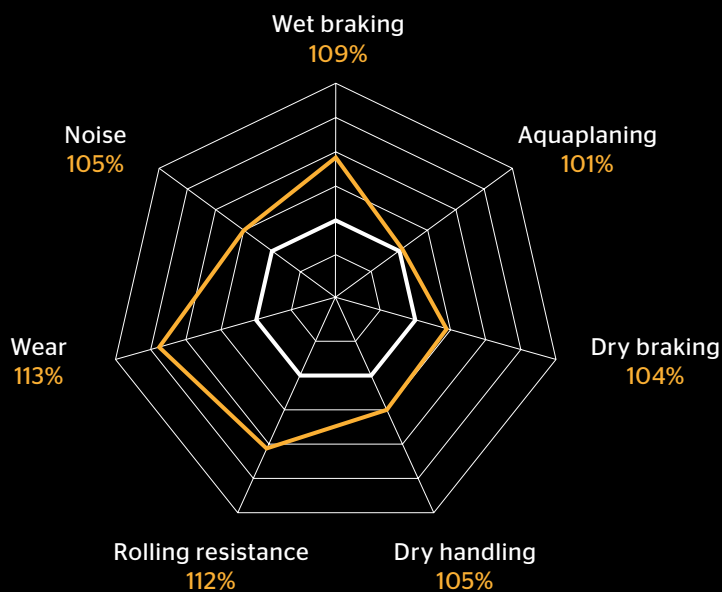 Wet braking
109%
Aquaplaning
101%
Dry braking
104%
Dry handling
105%
Rolling resistance
112%
Wear
113%
Noise
105%